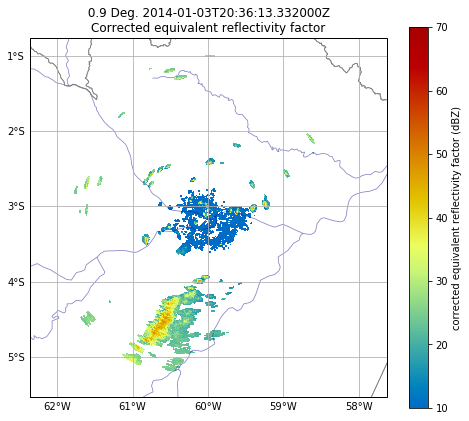 0.9 Deg. 2014-01-03T20:36:13.332000Z
Corrected equivalent reflectivity factor
1°S
2°S
3°S
4°S
5°S
62°W 61°W 60°W 59°W 58°W
70
60
50
40
30
20
10
corrected equivalent reflectivity factor (dBZ)